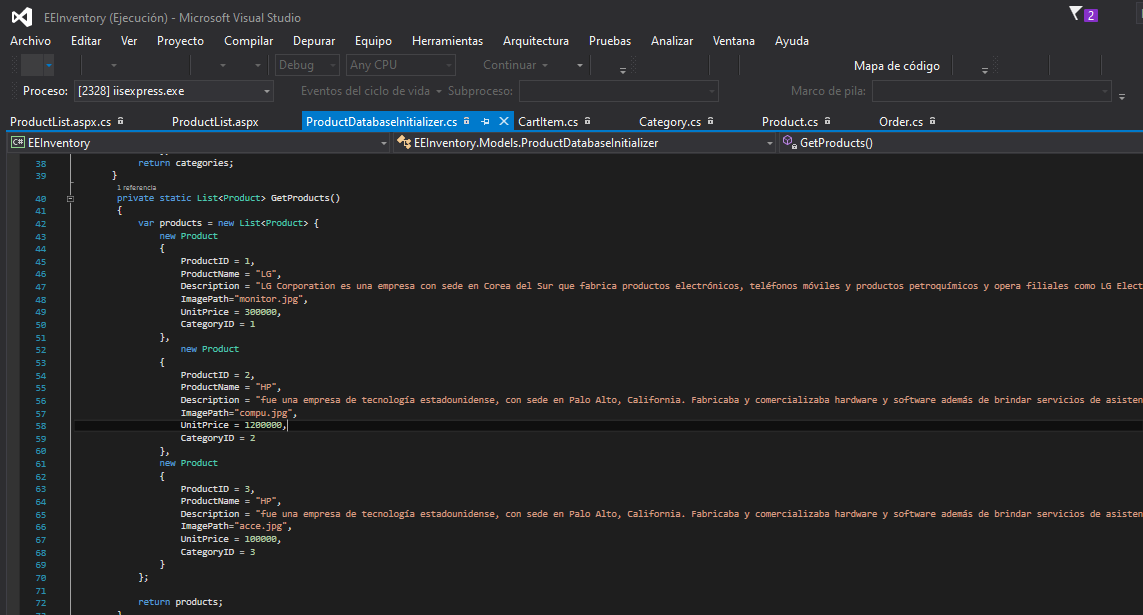 EEInventory (Ejecución) - Microsoft Visual Studio
2
Archivo Editar Ver Proyecto Compilar Depurar Equipo Herramientas Arquitectura Pruebas Analizar Ventana Ayuda
Debug Any CPU Continuar Mapa de código
Proceso: [2328] iisexpress.exe Eventos del ciclo de vida Subproceso: Marco de pila:
ProductList.aspx.cs ProductList.aspx ProductDatabaseInitializer.cs CartItem.cs Category.cs Product.cs Order.cs
C# EEInventory EEInventory.Models.ProductDatabaseInitializer GetProducts()
38 return categories;
39 }
1 referencia
40 private static List<Product> GetProducts()
41 {
42 var products = new List<Product> {
43 new Product
44 {
45 ProductID = 1,
46 ProductName = "LG",
47 Description = "LG Corporation es una empresa con sede en Corea del Sur que fabrica productos electrónicos, teléfonos móviles y productos petroquímicos y opera filiales como LG Elect
48 ImagePath="monitor.jpg",
49 UnitPrice = 300000,
50 CategoryID = 1
51 },
52 new Product
53 {
54 ProductID = 2,
55 ProductName = "HP",
56 Description = "fue una empresa de tecnología estadounidense, con sede en Palo Alto, California. Fabricaba y comercializaba hardware y software además de brindar servicios de asisten
57 ImagePath="compu.jpg",
58 UnitPrice = 1200000,
59 CategoryID = 2
60 },
61 new Product
62 {
63 ProductID = 3,
64 ProductName = "HP",
65 Description = "fue una empresa de tecnología estadounidense, con sede en Palo Alto, California. Fabricaba y comercializaba hardware y software además de brindar servicios de asisten
66 ImagePath="acce.jpg",
67 UnitPrice = 100000,
68 CategoryID = 3
69 }
70 };
71
72 return products;